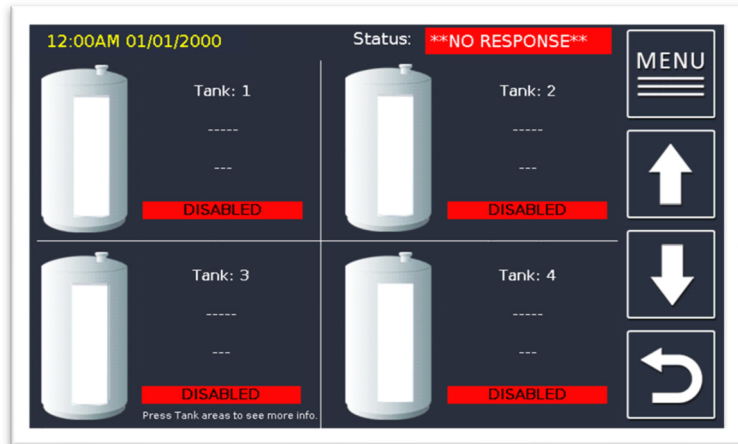 12:00AM 01/01/2000
Status: **NO RESPONSE**
MENU
Tank: 1
-----
---
DISABLED
Tank: 2
-----
---
DISABLED
Tank: 3
-----
---
DISABLED
Press Tank areas to see more info.
Tank: 4
-----
---
DISABLED